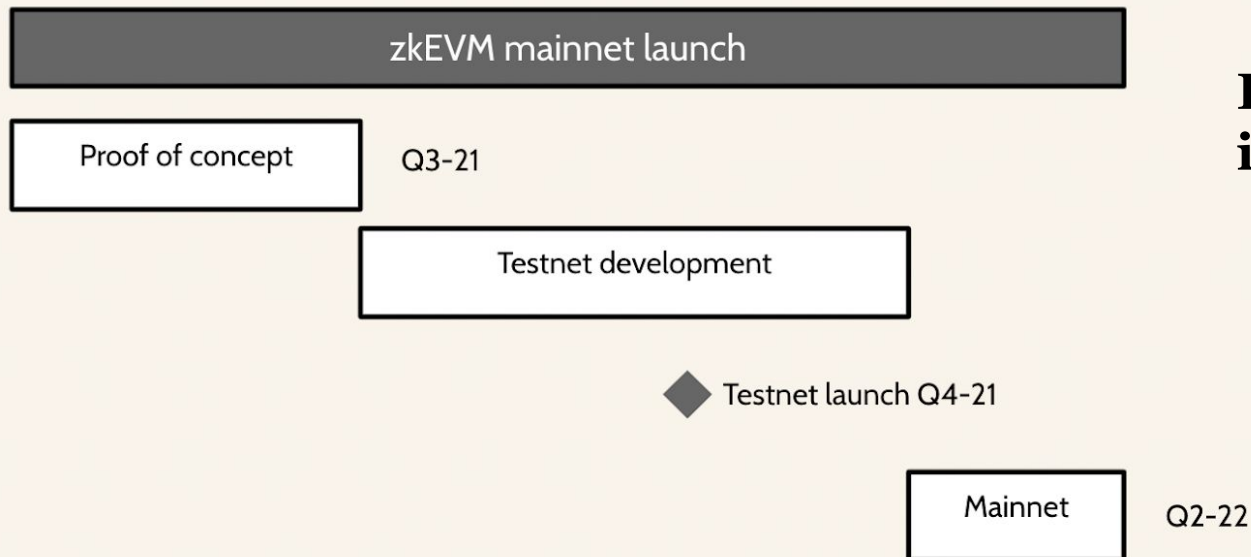 zkEVM mainnet launch
Proof of concept
Q3-21
Testnet development
Testnet launch Q4-21
Mainnet
Q2-22